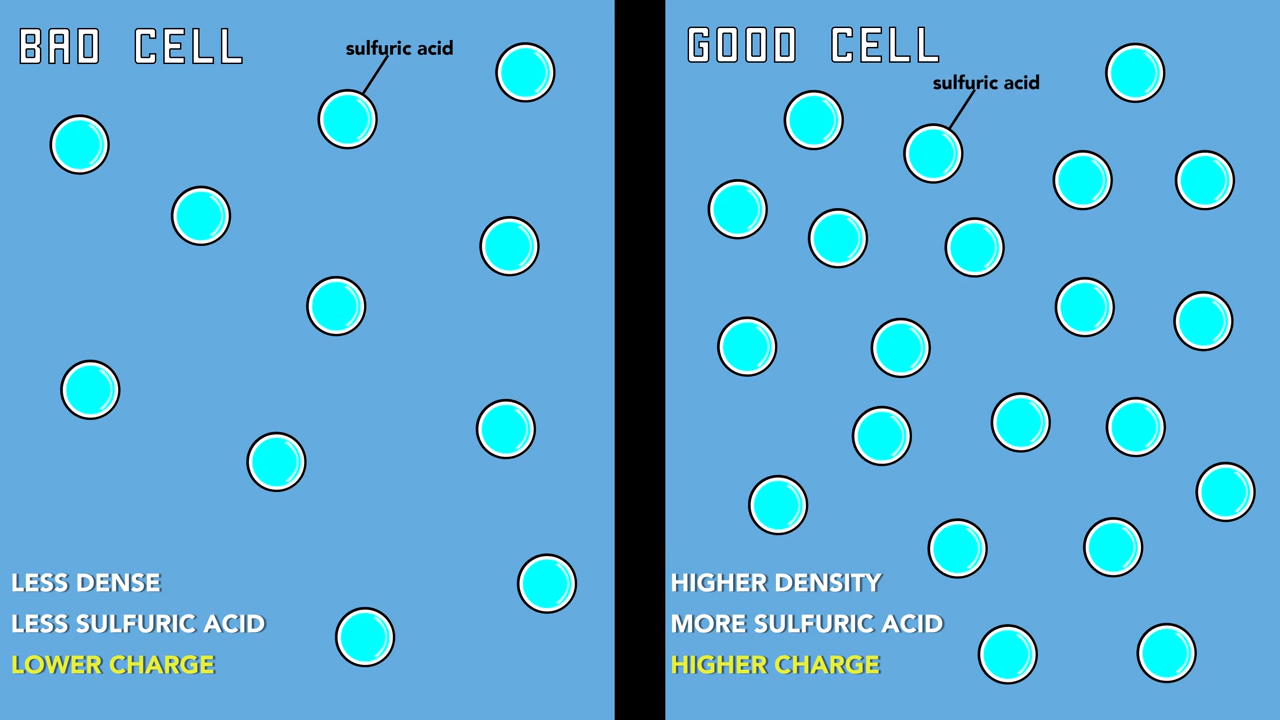 BAD CELL
sulfuric acid
LESS DENSE
LESS SULFURIC ACID
LOWER CHARGE
GOOD CELL
sulfuric acid
HIGHER DENSITY
MORE SULFURIC ACID
HIGHER CHARGE